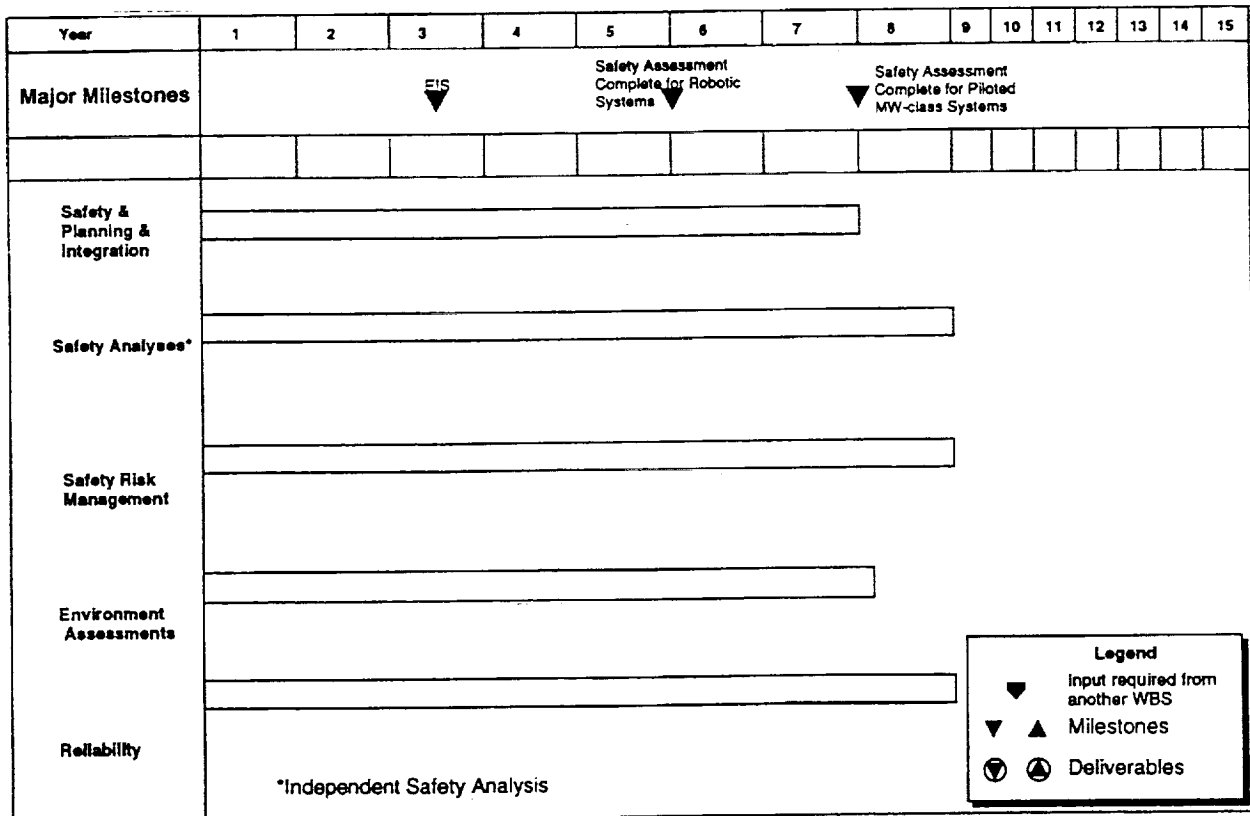 Year 1 2 3 4 5 6 7 8 9 10 11 12 13 14 15
Major Milestones
EIS
Safety Assessment
Complete for Robotic
Systems
Safety Assessment
Complete for Piloted
MW-class Systems
Safety &
Planning &
Integration
Safety Analyses*
Safety Risk
Management
Environment
Assessments
Reliability
*Independent Safety Analysis
Legend
Input required from
another WBS
Milestones
Deliverables